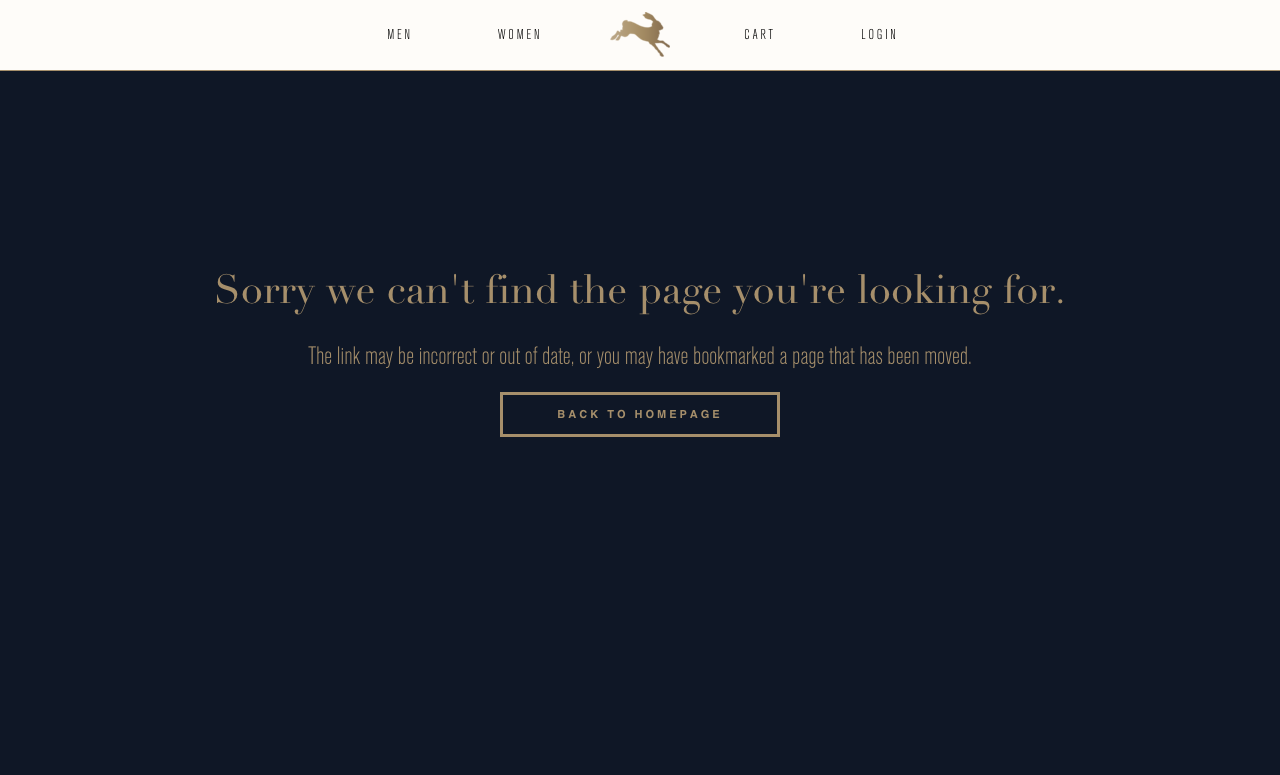 MEN
WOMEN
CART
LOGIN
Sorry we can't find the page you're looking for.
The link may be incorrect or out of date, or you may have bookmarked a page that has been moved.
BACK TO HOMEPAGE